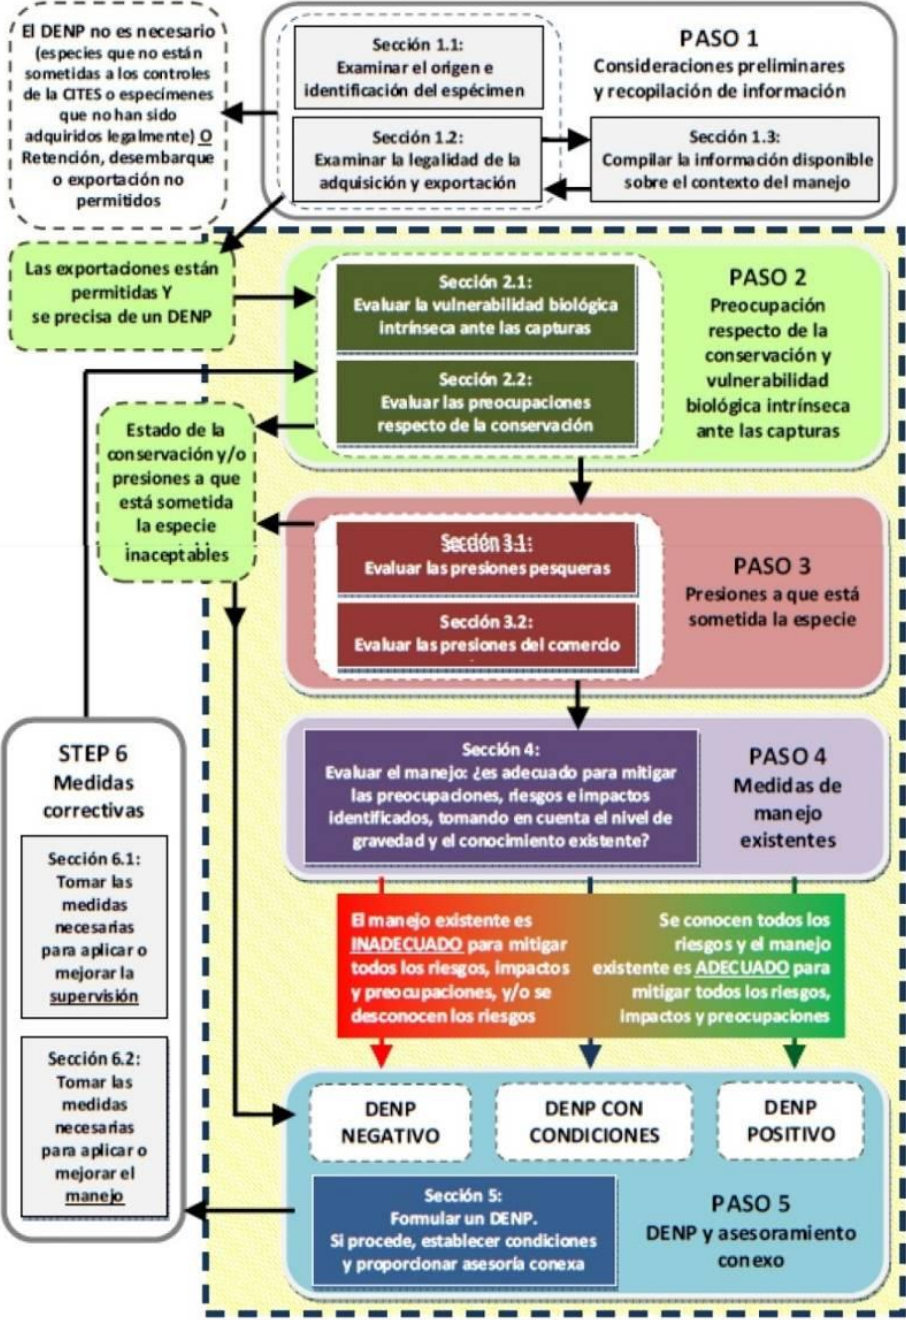 El DENP no es necesario
(especies que no están
sometidas a los controles
de la CITES o especímenes
que no han sido
adquiridos legalmente) O
Retención, desembarque
o exportación no
permitidos
Sección 1.1:
Examinar el origen e
identificación del espécimen
Sección 1.2:
Examinar la legalidad de la
adquisición y exportación
PASO 1
Consideraciones preliminares
y recopilación de información
Sección 1.3:
Compilar la información disponible
sobre el contexto del manejo
Las exportaciones están
permitidas Y
se precisa de un DENP
Sección 2.1:
Evaluar la vulnerabilidad biológica
intrínseca ante las capturas
Sección 2.2:
Evaluar las preocupaciones
respecto de la conservación
PASO 2
Preocupación
respecto de la
conservación y
vulnerabilidad
biológica intrínseca
ante las capturas
Estado de la
conservación y/o
presiones a que
está sometida
la especie
inaceptables
Sección 3.1:
Evaluar las presiones pesqueras
Sección 3.2:
Evaluar las presiones del comercio
PASO 3
Presiones a que está
sometida la especie
Sección 4:
Evaluar el manejo: ¿es adecuado para mitigar
las preocupaciones, riesgos e impactos
identificados, tomando en cuenta el nivel de
gravedad y el conocimiento existente?
PASO 4
Medidas de
manejo
existentes
El manejo existente es
INADECUADO para mitigar
todos los riesgos, impactos
y preocupaciones, y/o se
desconocen los riesgos
Se conocen todos los
riesgos y el manejo
existente es ADECUADO para
mitigar todos los riesgos,
impactos y preocupaciones
STEP 6
Medidas
correctivas
Sección 6.1:
Tomar las
medidas
necesarias
para aplicar o
mejorar la
supervisión
Sección 6.2:
Tomar las
medidas
necesarias
para aplicar o
mejorar el
manejo
DENP
NEGATIVO
DENP CON
CONDICIONES
DENP
POSITIVO
Sección 5:
Formular un DENP.
Si procede, establecer condiciones
y proporcionar asesoría conexa
PASO 5
DENP y asesoramiento
conexo